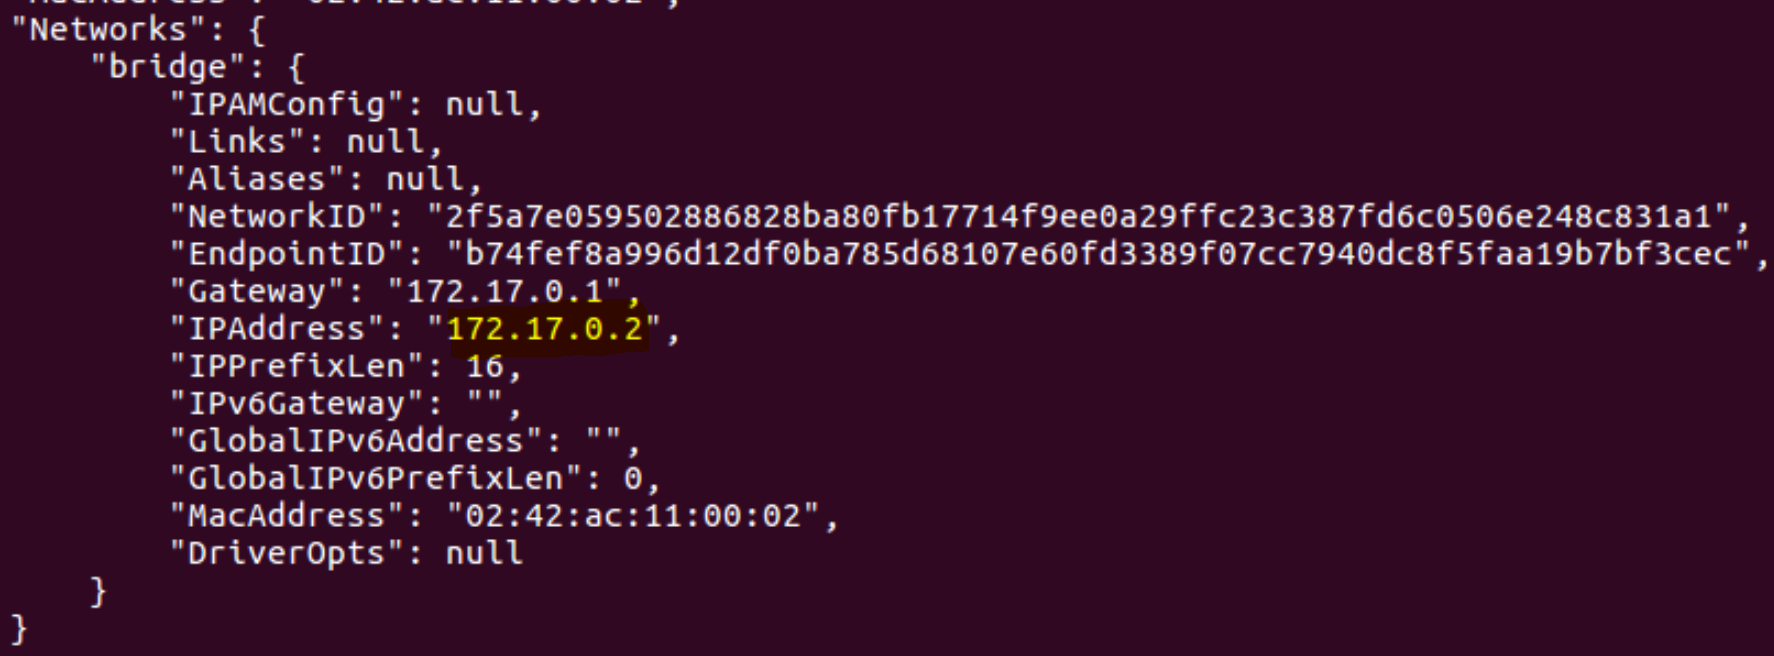 "Networks": {
"bridge": {
"IPAMConfig": null,
"Links": null,
"Aliases": null,
"NetworkID": "2f5a7e059502886828ba80fb17714f9ee0a29ffc23c387fd6c0506e248c831a1",
"EndpointID": "b74fef8a996d12df0ba785d68107e60fd3389f07cc7940dc8f5faa19b7bf3cec",
"Gateway": "172.17.0.1",
"IPAddress": "172.17.0.2",
"IPPrefixLen": 16,
"IPv6Gateway": "",
"GlobalIPv6Address": "",
"GlobalIPv6PrefixLen": 0,
"MacAddress": "02:42:ac:11:00:02",
"DriverOpts": null
}
}